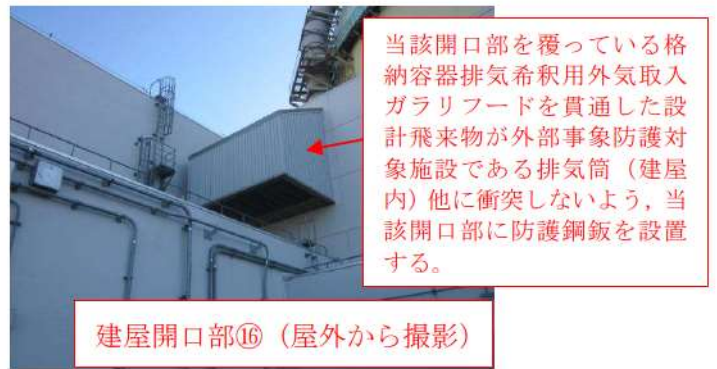 当該開口部を覆っている格
納容器排気希釈用外気取入
ガラリフードを貫通した設
計飛来物が外部事象防護対
象施設である排気筒（建屋
内）他に衝突しないよう，当
該開口部に防護鋼鈑を設置
する。
建屋開口部⑯（屋外から撮影）